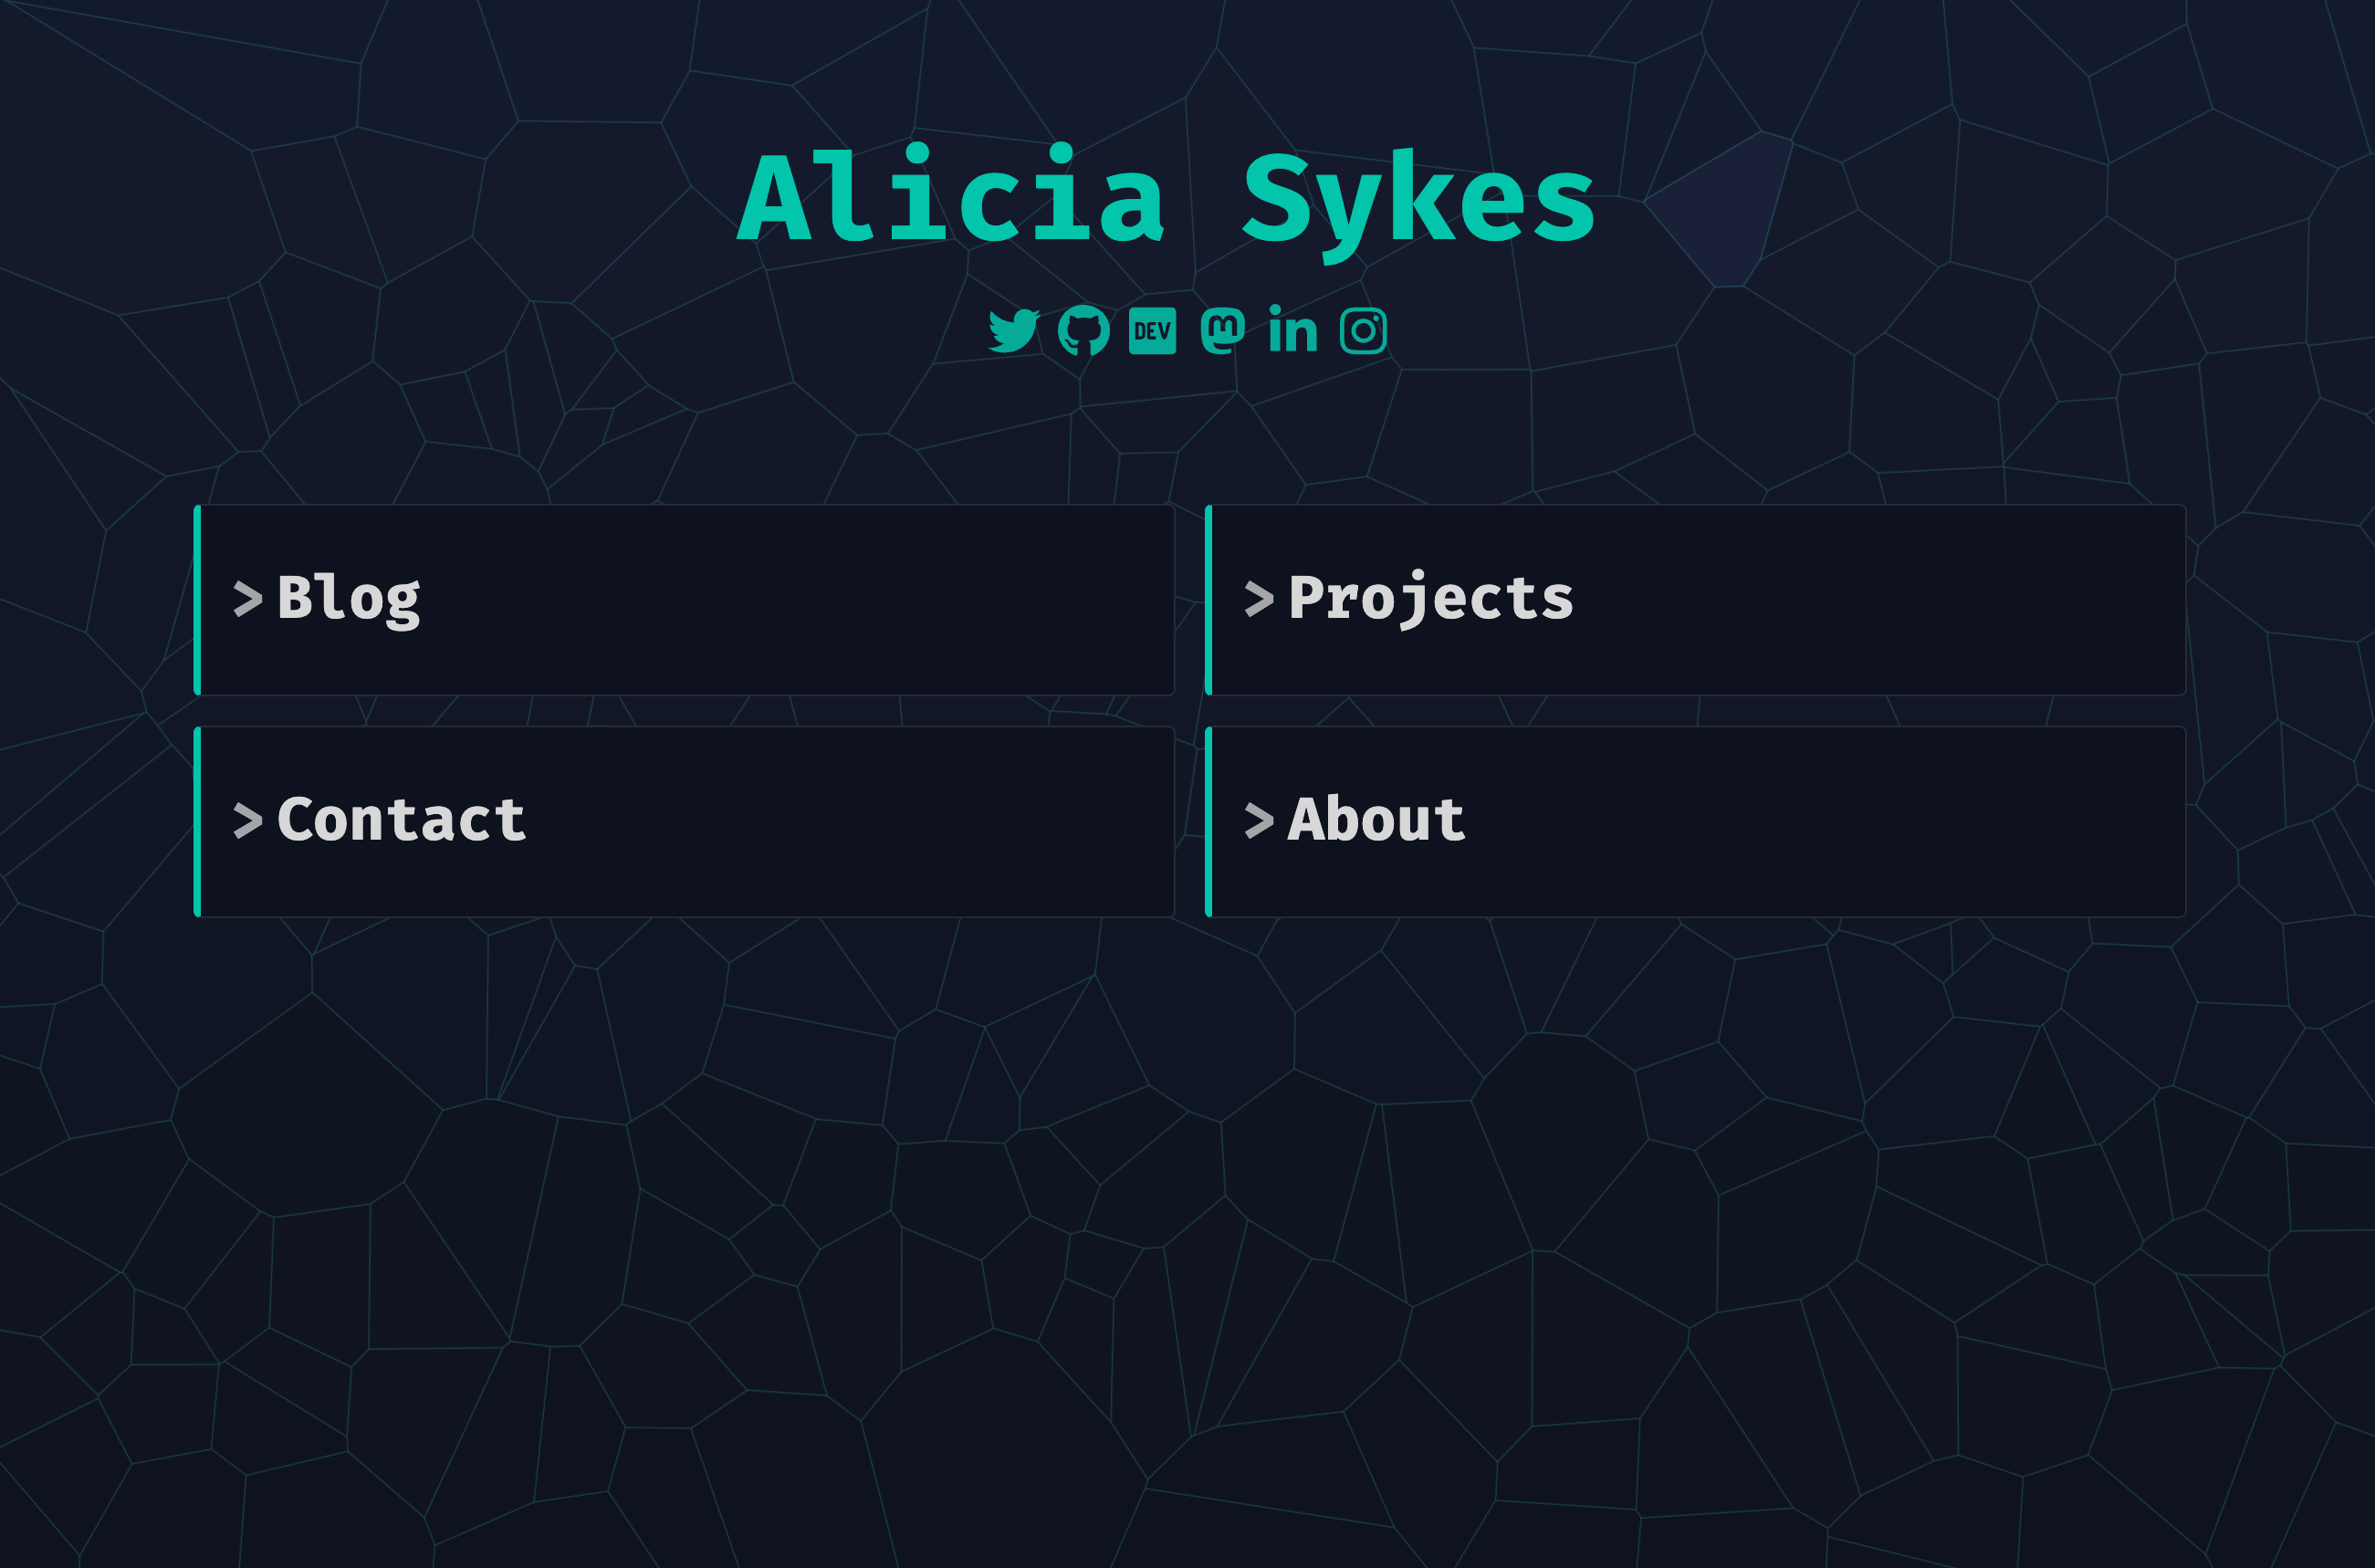 Alicia Sykes
DEV
> Blog
> Projects
> Contact
> About